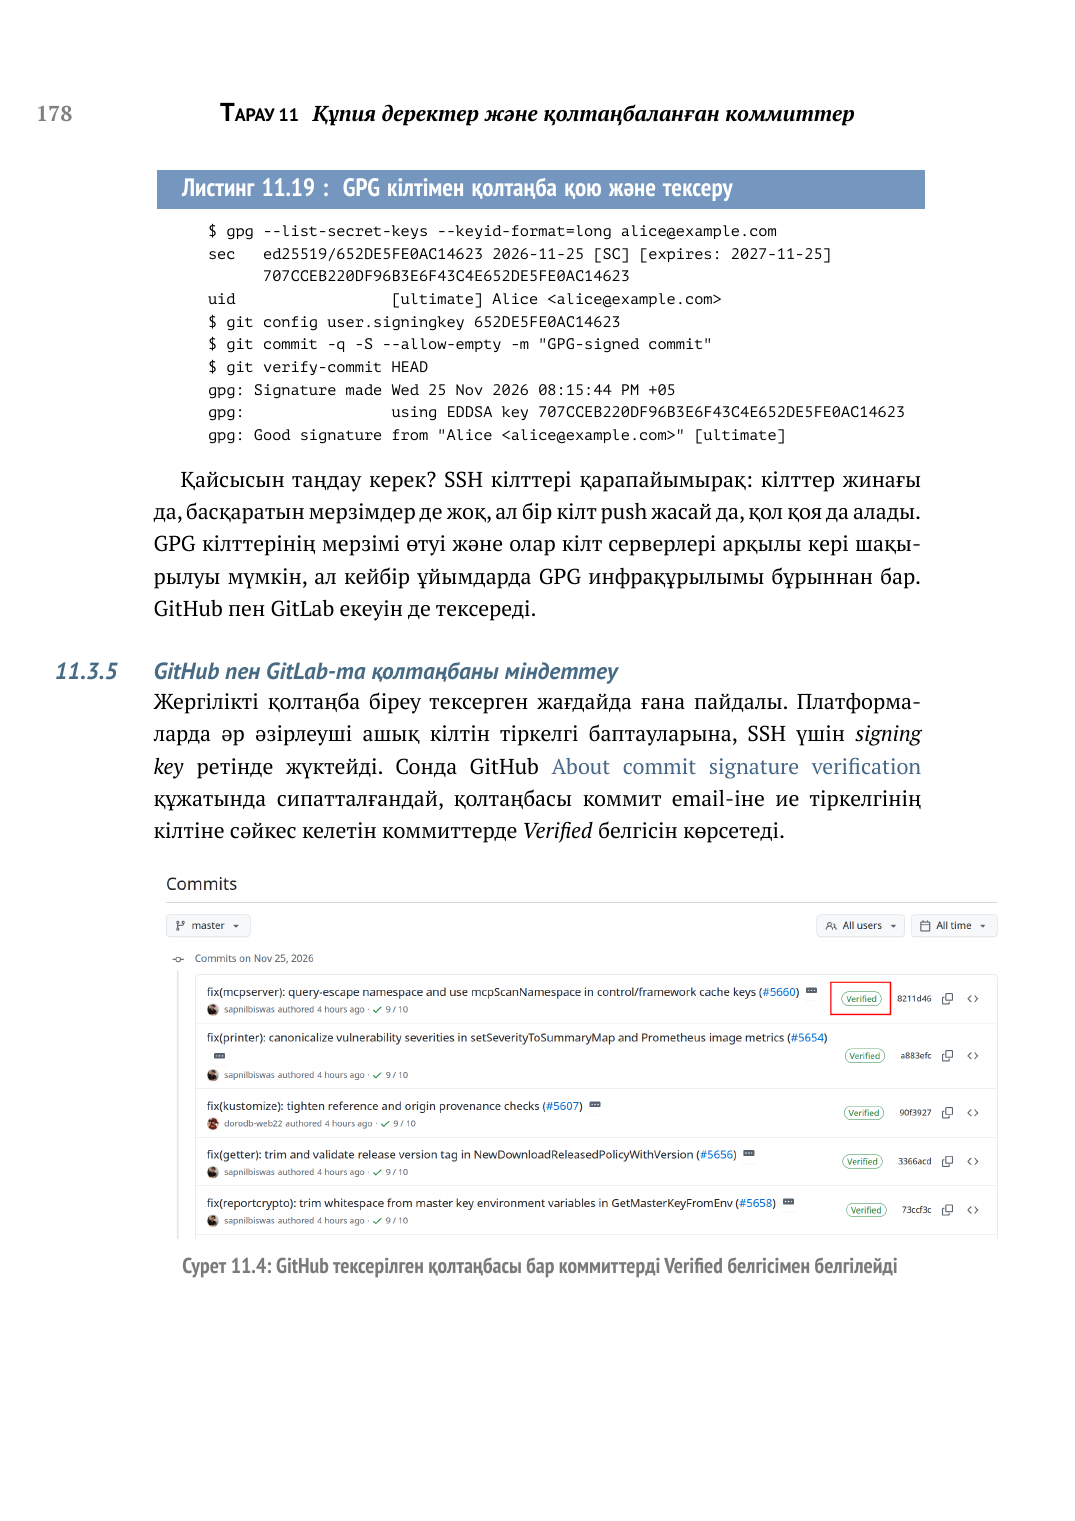 178
Тарау 11 Құпия деректер және қолтаңбаланған коммиттер
Листинг 11.19 : GPG кілтімен қолтаңба қою және тексеру
$ gpg --list-secret-keys --keyid-format=long alice@example.com
sec   ed25519/652DE5FE0AC14623 2026-11-25 [SC] [expires: 2027-11-25]
      707CCEB220DF96B3E6F43C4E652DE5FE0AC14623
uid                 [ultimate] Alice <alice@example.com>
$ git config user.signingkey 652DE5FE0AC14623
$ git commit -q -S --allow-empty -m "GPG-signed commit"
$ git verify-commit HEAD
gpg: Signature made Wed 25 Nov 2026 08:15:44 PM +05
gpg:                using EDDSA key 707CCEB220DF96B3E6F43C4E652DE5FE0AC14623
gpg: Good signature from "Alice <alice@example.com>" [ultimate]
Қайсысын таңдау керек? SSH кілттері қарапайымырақ: кілттер жинағы
да, басқаратын мерзімдер де жоқ, ал бір кілт push жасай да, қол қоя да алады.
GPG кілттерінің мерзімі өтуі және олар кілт серверлері арқылы кері шақы-
рылуы мүмкін, ал кейбір ұйымдарда GPG инфрақұрылымы бұрыннан бар.
GitHub пен GitLab екеуін де тексереді.
11.3.5 GitHub пен GitLab-та қолтаңбаны міндеттеу
Жергілікті қолтаңба біреу тексерген жағдайда ғана пайдалы. Платформа-
ларда әр әзірлеуші ашық кілтін тіркелгі баптауларына, SSH үшін signing
key ретінде жүктейді. Сонда GitHub About commit signature verification
құжатында сипатталғандай, қолтаңбасы коммит email-іне ие тіркелгінің
кілтіне сәйкес келетін коммиттерде Verified белгісін көрсетеді.
Commits
master All users All time
Commits on Nov 25, 2026
fix(mcpserver): query-escape namespace and use mcpScanNamespace in control/framework cache keys (#5660)
Verified 8211d46
sapnilbiswas authored 4 hours ago · 9 / 10
fix(printer): canonicalize vulnerability severities in setSeverityToSummaryMap and Prometheus image metrics (#5654)
Verified a883efc
sapnilbiswas authored 4 hours ago · 9 / 10
fix(kustomize): tighten reference and origin provenance checks (#5607)
Verified 90f3927
dorodb-web22 authored 4 hours ago · 9 / 10
fix(getter): trim and validate release version tag in NewDownloadReleasedPolicyWithVersion (#5656)
Verified 3366acd
sapnilbiswas authored 4 hours ago · 9 / 10
fix(reportcrypto): trim whitespace from master key environment variables in GetMasterKeyFromEnv (#5658)
Verified 73ccf3c
sapnilbiswas authored 4 hours ago · 9 / 10
Сурет 11.4: GitHub тексерілген қолтаңбасы бар коммиттерді Verified белгісімен белгілейді